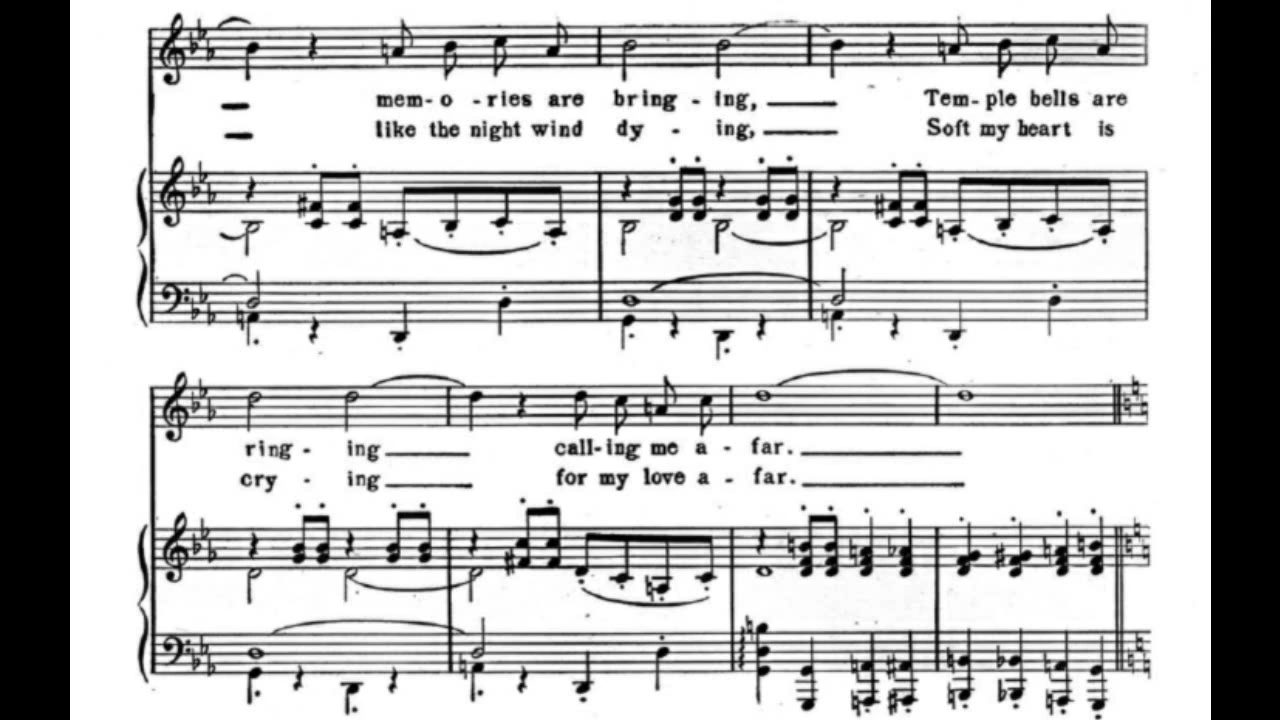 mem-o-ries are bring-ing, Tem-ple bells are
like the night wind dy-ing, Soft my heart is
ring-ing call-ing me a-far.
cry-ing for my love a-far.